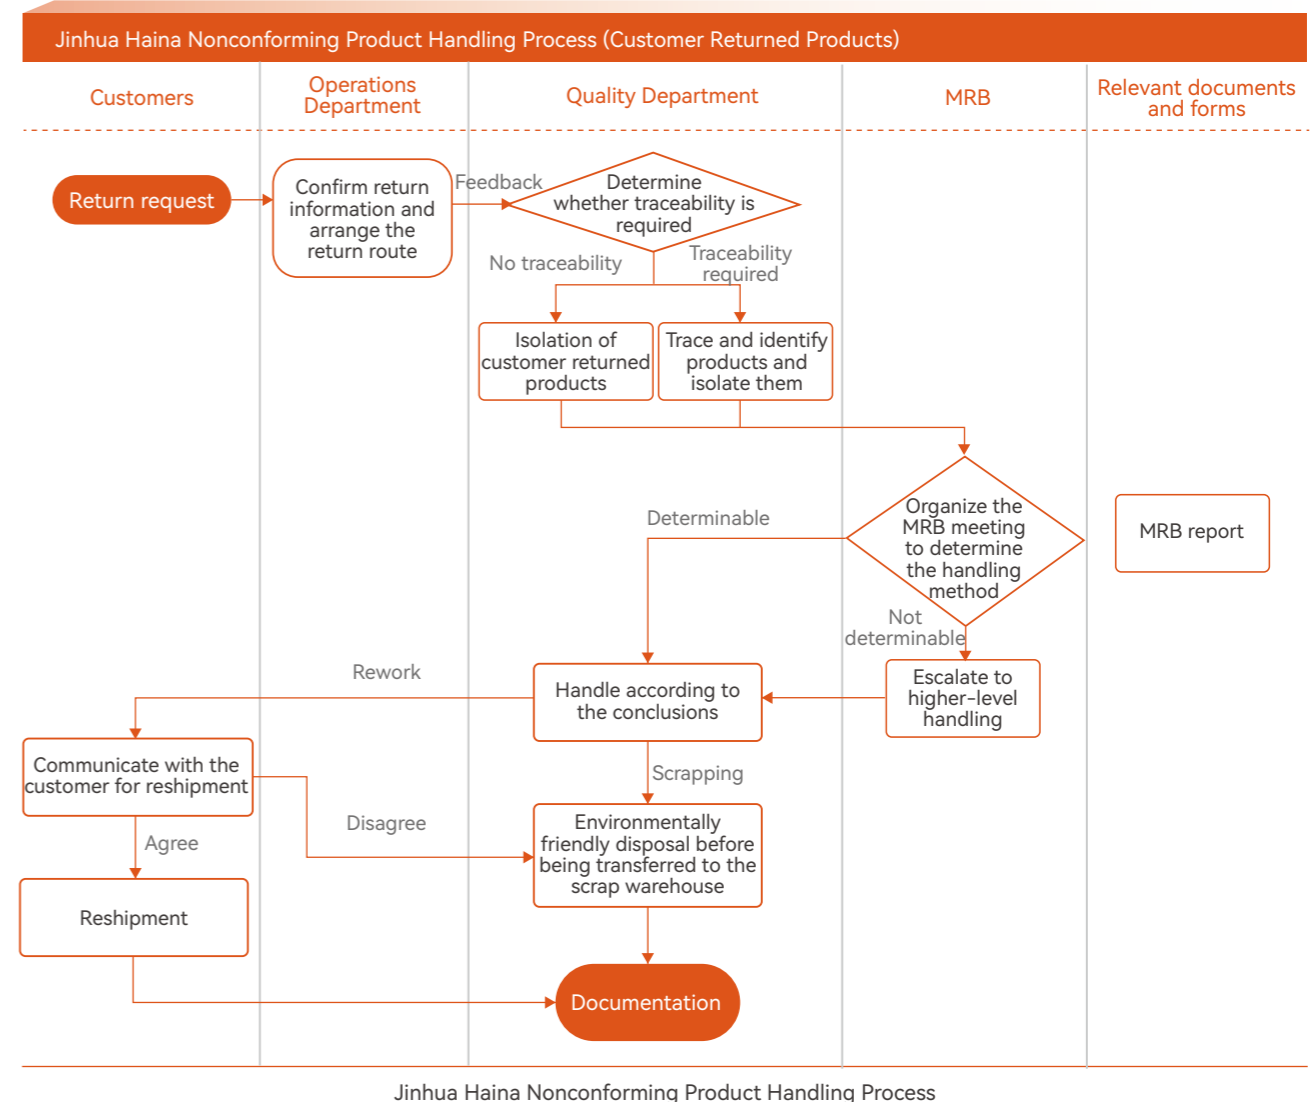 Jinhua Haina Nonconforming Product Handling Process (Customer Returned Products)
Customers
Operations
Department
Quality Department
MRB
Relevant documents
and forms
Return request
Confirm return
information and
arrange the
return route
Feedback
Determine
whether traceability is
required
No traceability
Traceability
required
Isolation of
customer returned
products
Trace and identify
products and
isolate them
Organize the
MRB meeting
to determine
the handling
method
MRB report
Determinable
Not
determinable
Escalate to
higher-level
handling
Handle according to
the conclusions
Rework
Communicate with the
customer for reshipment
Scrapping
Disagree
Agree
Environmentally
friendly disposal before
being transferred to the
scrap warehouse
Reshipment
Documentation
Jinhua Haina Nonconforming Product Handling Process